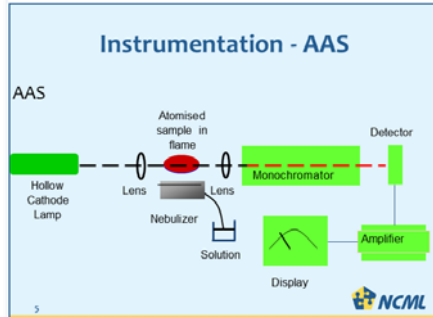 Instrumentation - AAS
AAS
Atomised
sample in
flame
Detector
Monochromator
Hollow
Cathode
Lamp
Lens
Lens
Nebulizer
Solution
Amplifier
Display
5
NCML